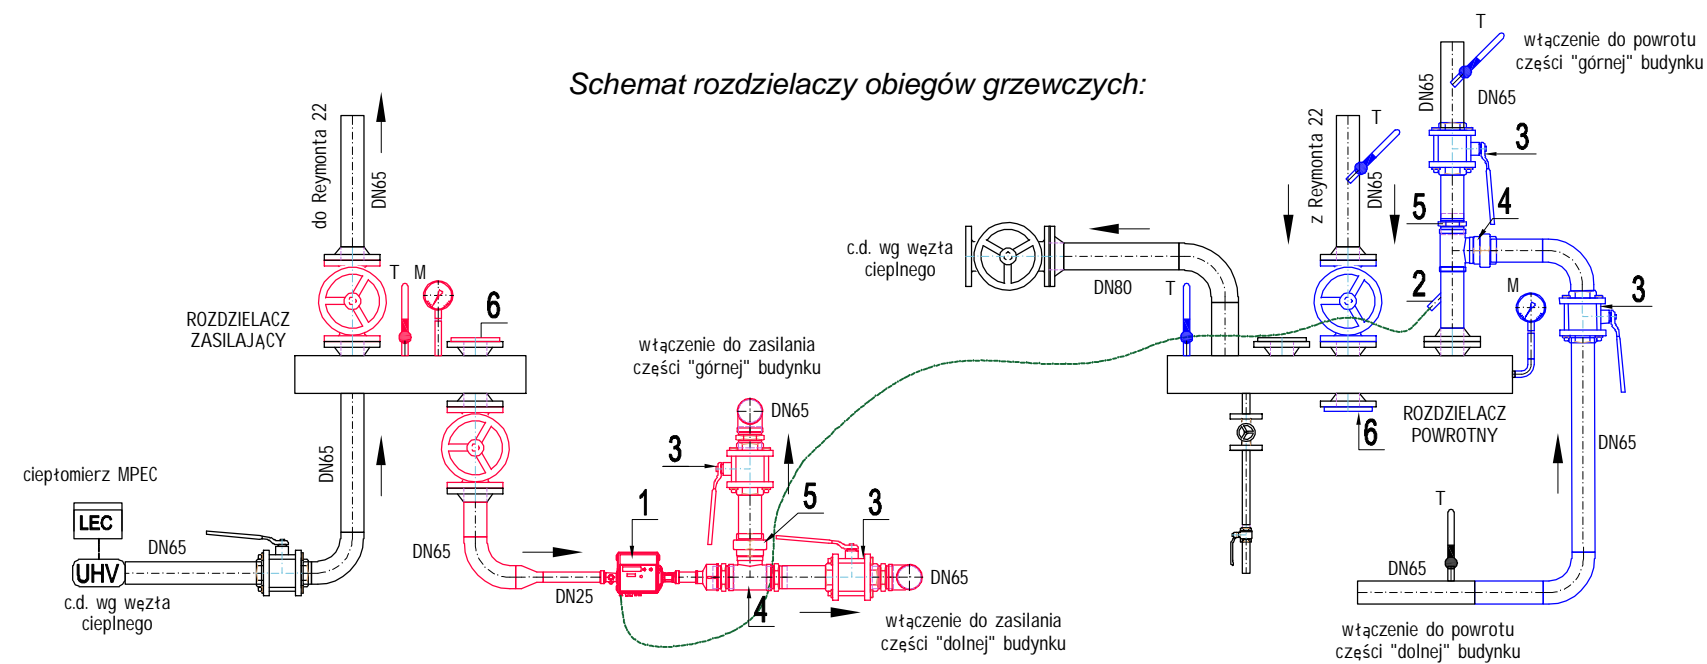 Schemat rozdzielaczy obiegów grzewczych:
do Reymonta 22
DN65
T
M
6
ROZDZIELACZ
ZASILAJĄCY
DN65
ciepłomierz MPEC
LEC
UHV
DN65
c.d. wg węzła
cieplnego
DN65
DN25
1
włączenie do zasilania
części "górnej" budynku
DN65
3
5
3
4
DN65
włączenie do zasilania
części "dolnej" budynku
c.d. wg węzła
cieplnego
DN80
T
z Reymonta 22
T
DN65
T
włączenie do powrotu
części "górnej" budynku
DN65
DN65
3
5
4
2
M
3
6
ROZDZIELACZ
POWROTNY
DN65
T
DN65
włączenie do powrotu
części "dolnej" budynku